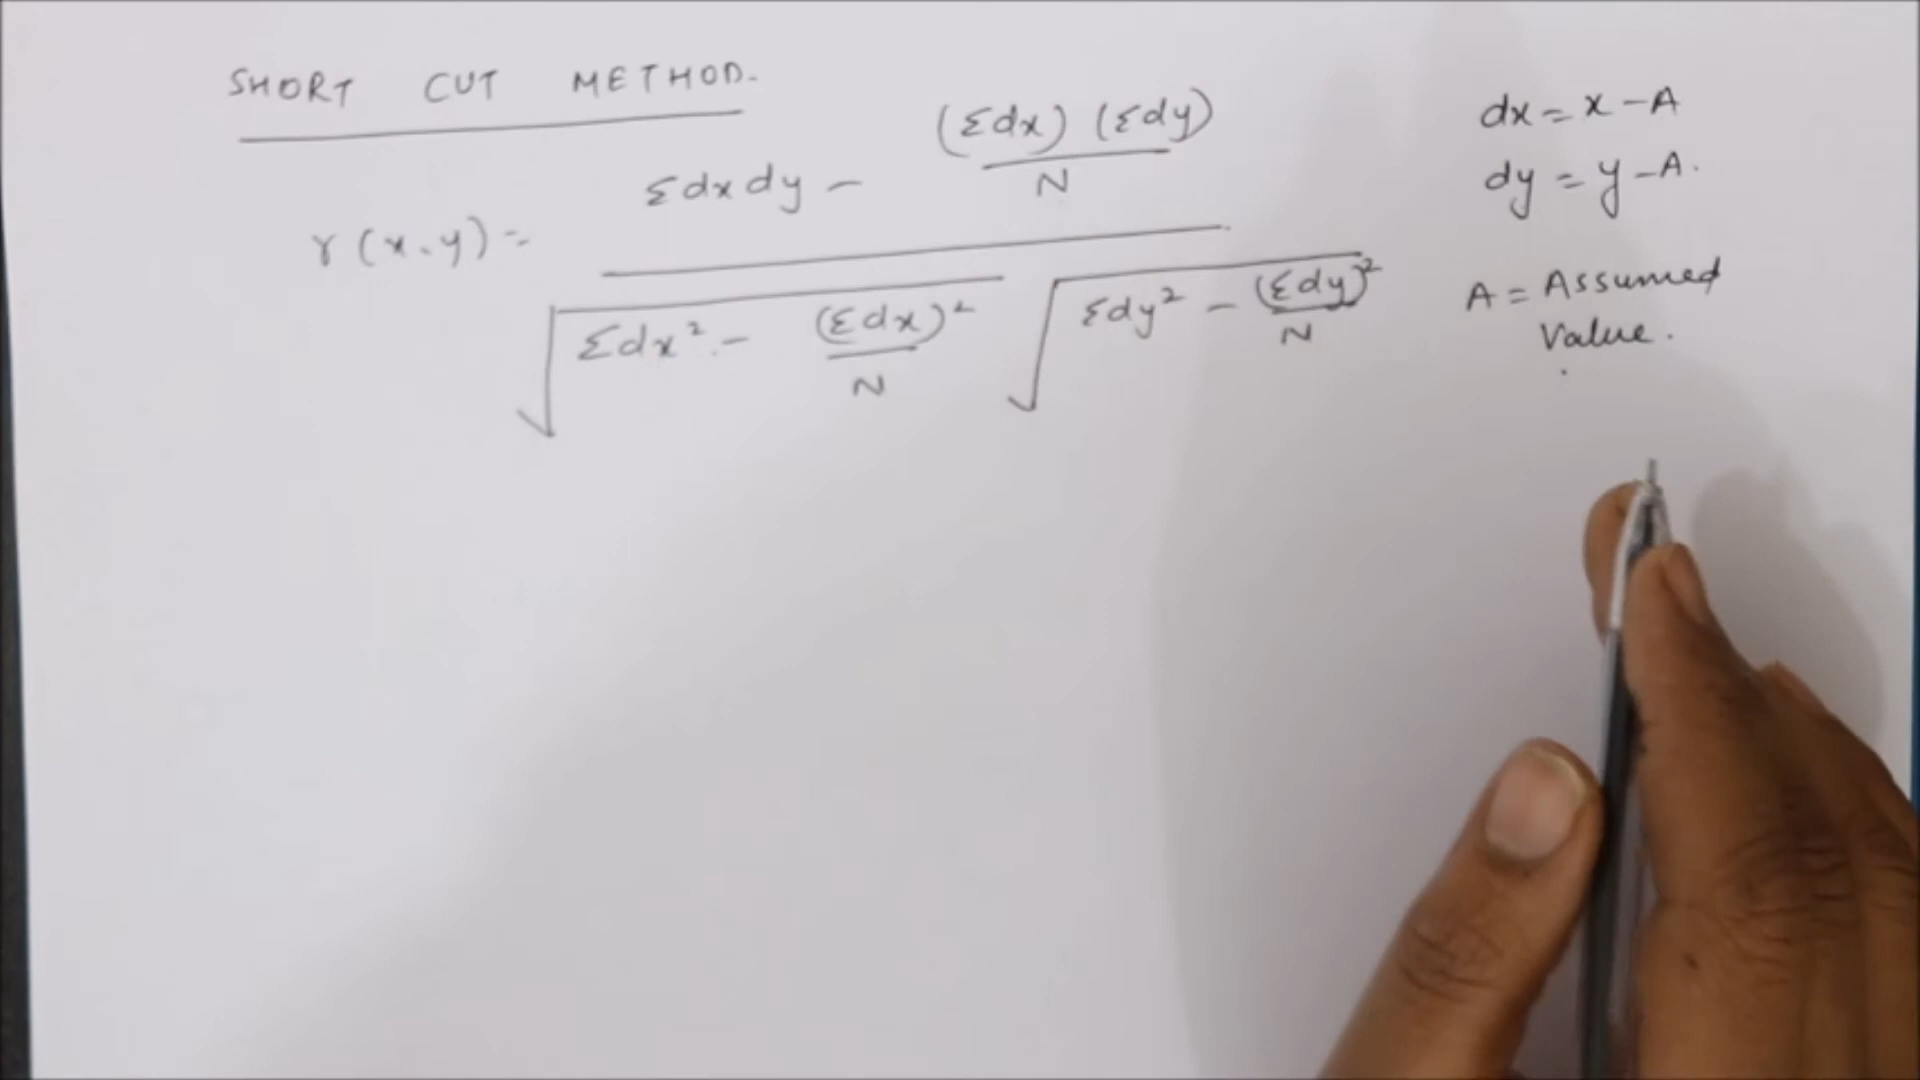 SHORT CUT METHOD.
r(x.y) = Σdxdy - (Σdx) (Σdy) / N
√Σdx² - (Σdx)² / N √Σdy² - (Σdy)² / N
dx = x - A
dy = y - A.
A = Assumed
Value.